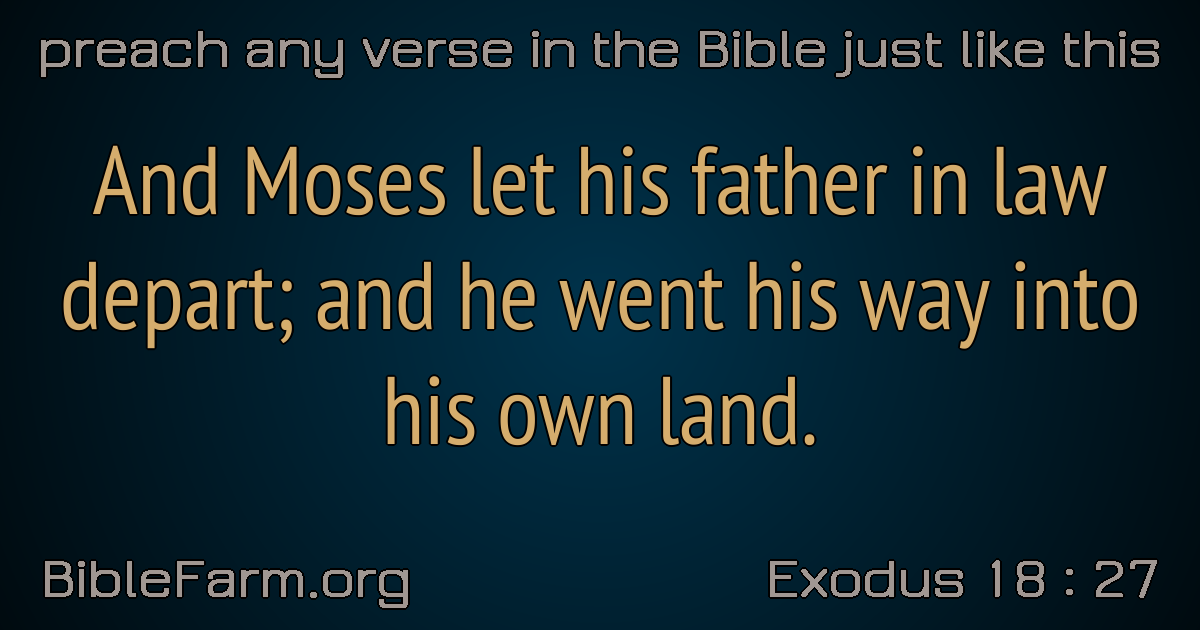 preach any verse in the Bible just like this
And Moses let his father in law
depart; and he went his way into
his own land.
BibleFarm.org
Exodus 18 : 27